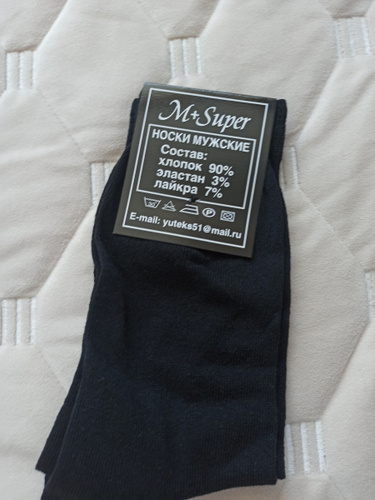 M+Super
НОСКИ МУЖСКИЕ
Состав:
хлопок 90%
эластан 3%
лайкра 7%
E-mail: yuteks51@mail.ru